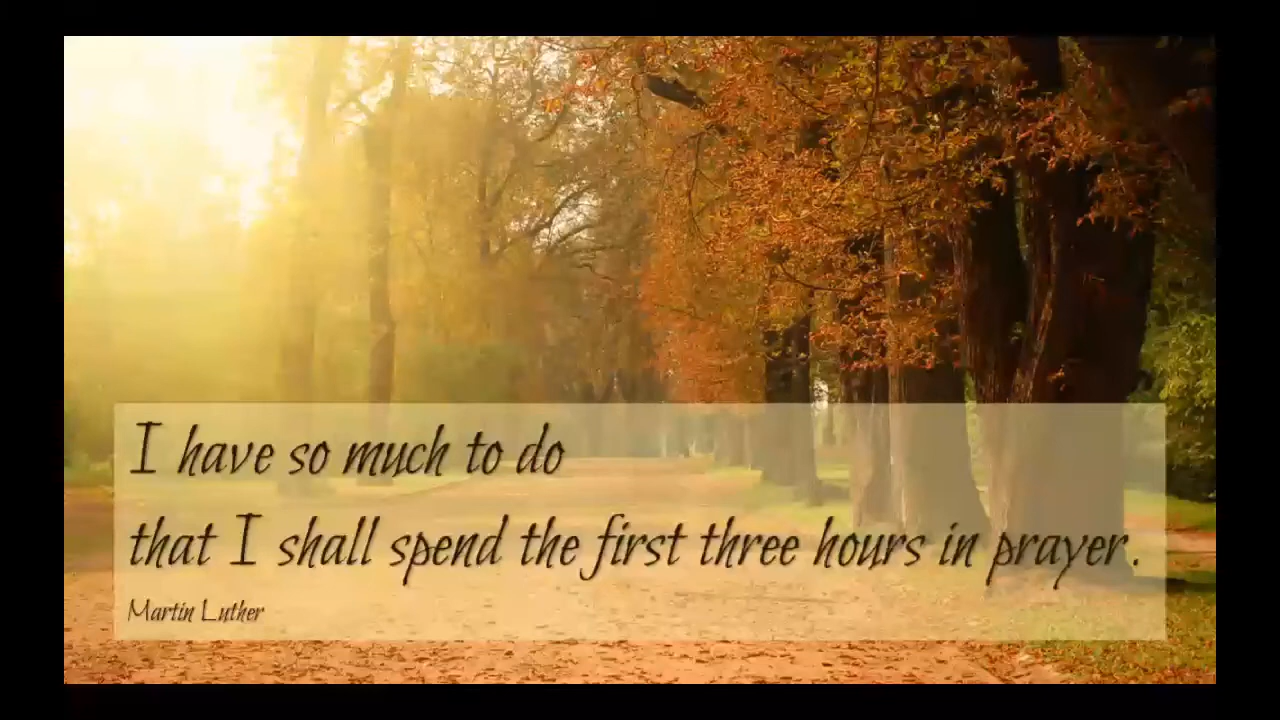 I have so much to do
that I shall spend the first three hours in prayer.
Martin Luther